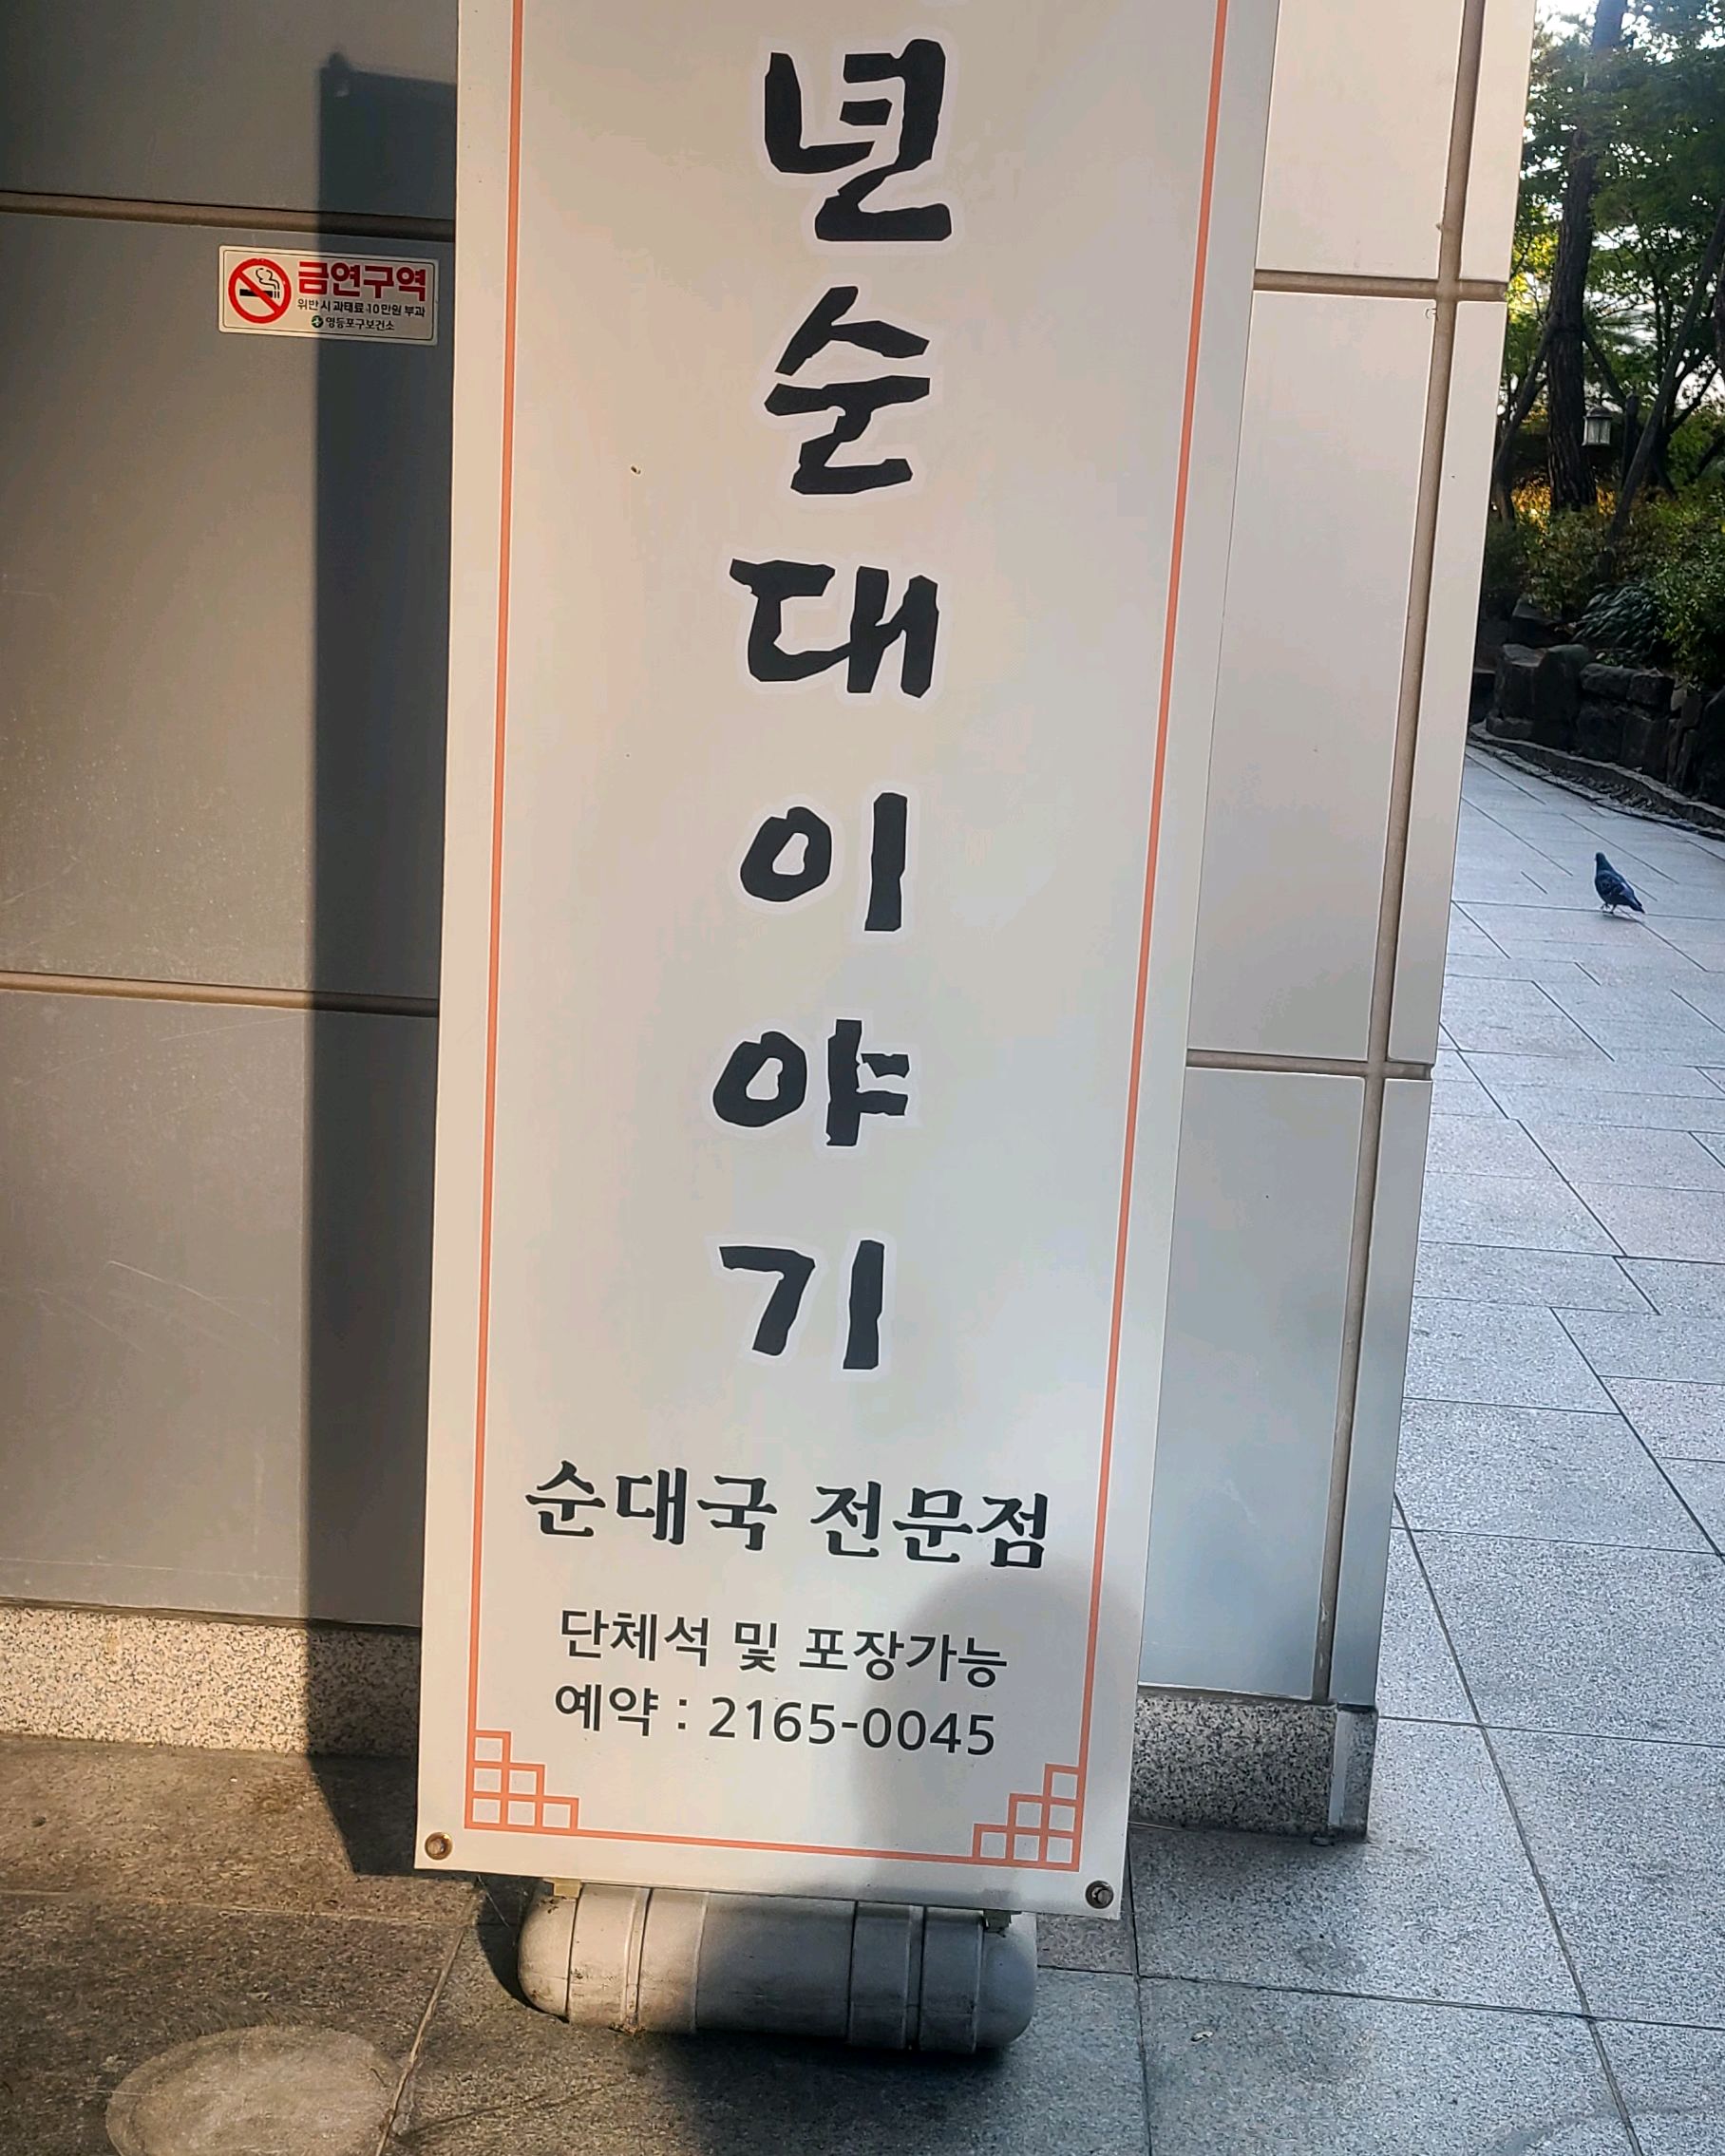 년순대이야기
순대국 전문점
단체석 및 포장가능
예약 : 2165-0045
금연구역
위반 시 과태료 10만원 부과
영등포구보건소